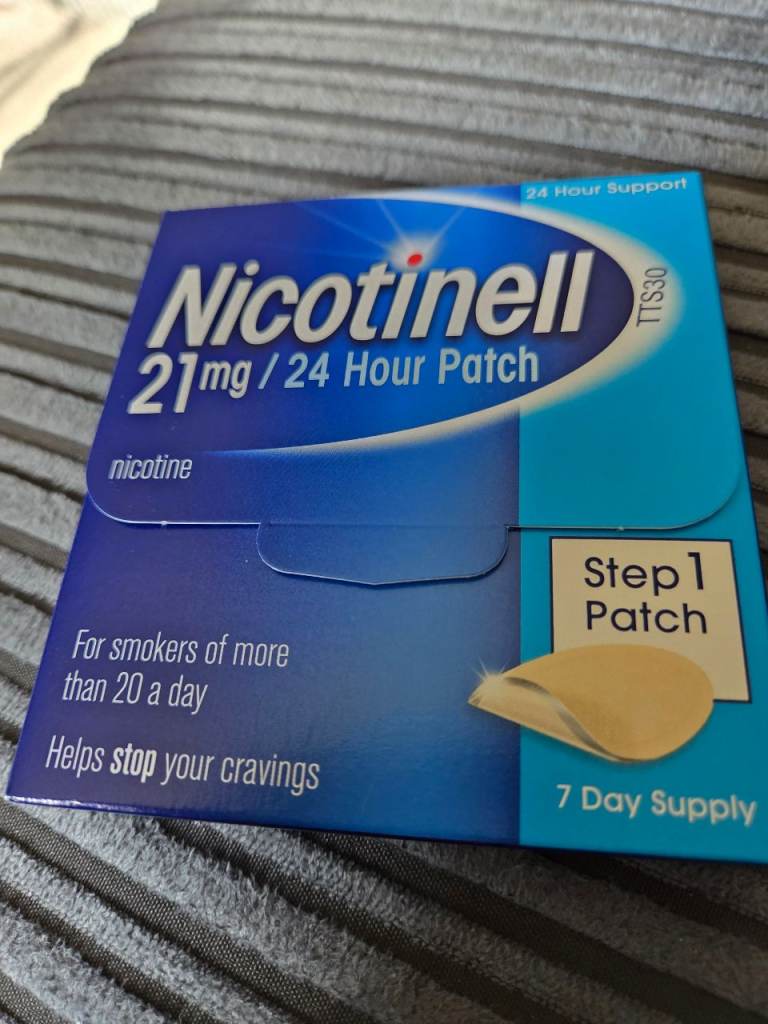 24 Hour Support
Nicotinell
TTS30
21mg / 24 Hour Patch
nicotine
Step 1
Patch
For smokers of more
than 20 a day
Helps stop your cravings
7 Day Supply